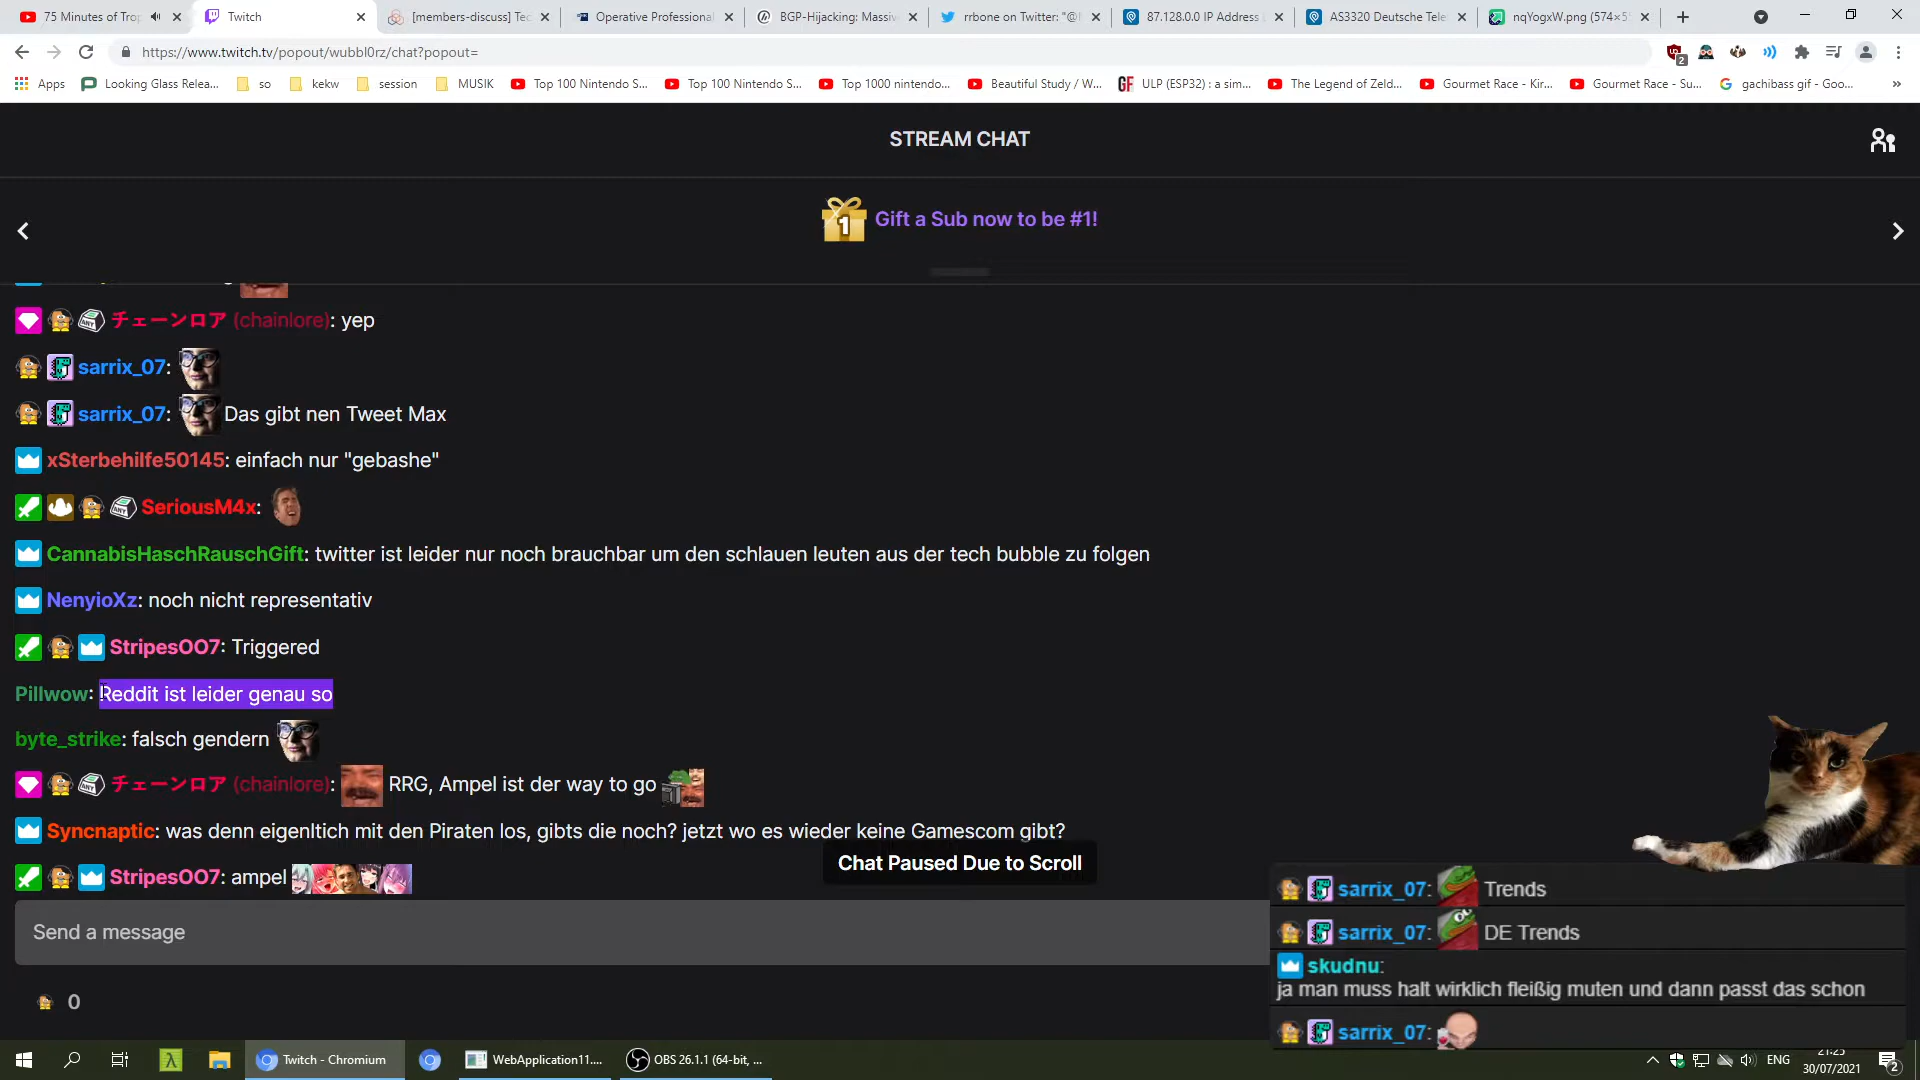 75 Minutes of Trop
Twitch
[members-discuss] Tec
Operative Professional
BGP-Hijacking: Massiv
rrbone on Twitter: "@
87.128.0.0 IP Address
AS3320 Deutsche Tele
nqYogxW.png (574×5
https://www.twitch.tv/popout/wubbl0rz/chat?popout=
2
Apps
Looking Glass Relea...
so
kekw
session
MUSIK
Top 100 Nintendo S...
Top 100 Nintendo S...
Top 1000 nintendo...
Beautiful Study / W...
ULP (ESP32) : a sim...
The Legend of Zeld...
Gourmet Race - Kir...
Gourmet Race - Su...
gachibass gif - Goo...
STREAM CHAT
1
Gift a Sub now to be #1!
チェーンロア (chainlore): yep
sarrix_07:
sarrix_07: Das gibt nen Tweet Max
xSterbehilfe50145: einfach nur "gebashe"
SeriousM4x:
CannabisHaschRauschGift: twitter ist leider nur noch brauchbar um den schlauen leuten aus der tech bubble zu folgen
NenyioXz: noch nicht representativ
StripesOO7: Triggered
Pillwow: Reddit ist leider genau so
byte_strike: falsch gendern
チェーンロア (chainlore): RRG, Ampel ist der way to go
Syncnaptic: was denn eigenltich mit den Piraten los, gibts die noch? jetzt wo es wieder keine Gamescom gibt?
StripesOO7: ampel
Chat Paused Due to Scroll
Send a message
0
sarrix_07: Trends
sarrix_07: DE Trends
skudnu:
ja man muss halt wirklich fleißig muten und dann passt das schon
sarrix_07:
Twitch - Chromium
WebApplication11....
OBS 26.1.1 (64-bit, ...
ENG
21:25
30/07/2021
2